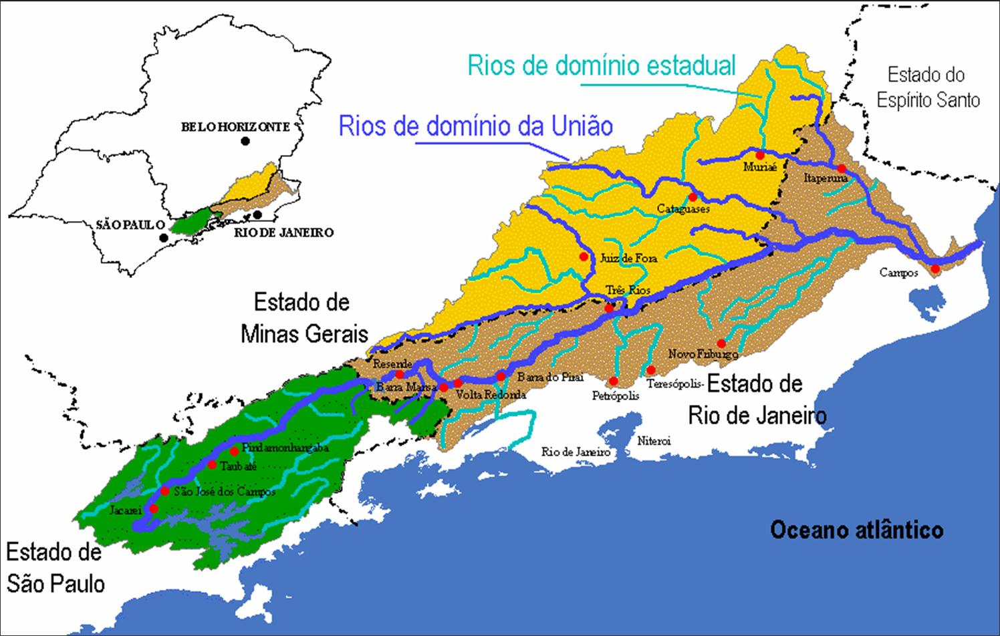 Rios de domínio estadual
Estado do
Espírito Santo
Rios de domínio da União
BELO HORIZONTE
SÃO PAULO
RIO DE JANEIRO
Muriaé
Itaperuna
Cataguases
Juiz de Fora
Campos
Três Rios
Estado de
Minas Gerais
Novo Friburgo
Resende
Barra Mansa
Barra do Pirai
Volta Redonda
Teresópolis
Petrópolis
Estado de
Rio de Janeiro
Rio de Janeiro
Niteroi
Pindamonhangaba
Taubaté
São José dos Campos
Jacarei
Oceano atlântico
Estado de
São Paulo